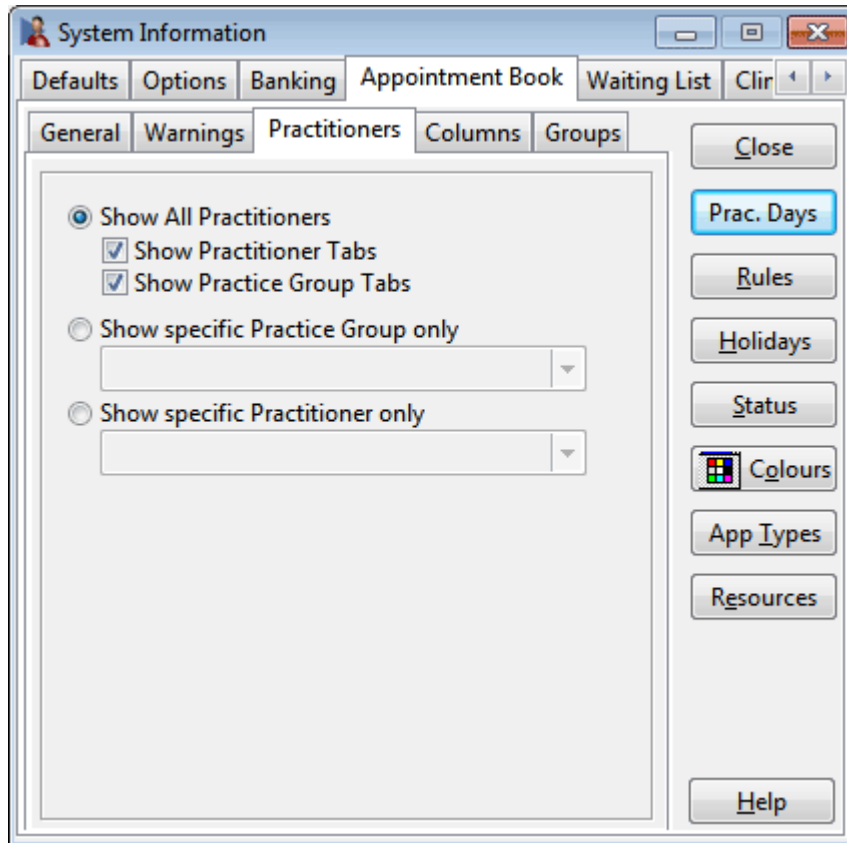 System Information
Defaults Options Banking Appointment Book Waiting List Clin
General Warnings Practitioners Columns Groups
Close
Show All Practitioners
Prac. Days
Show Practitioner Tabs
Show Practice Group Tabs
Rules
Show specific Practice Group only
Holidays
Show specific Practitioner only
Status
Colours
App Types
Resources
Help